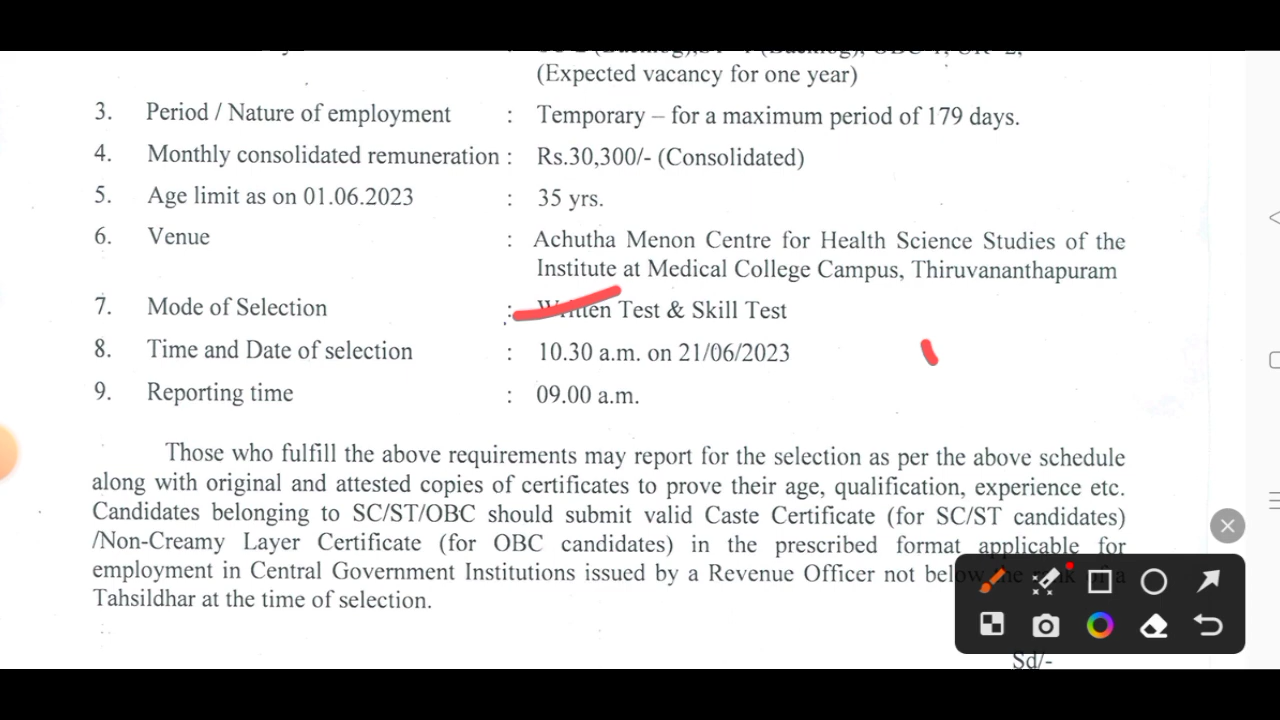 (Expected vacancy for one year)
3. Period / Nature of employment : Temporary – for a maximum period of 179 days.
4. Monthly consolidated remuneration : Rs.30,300/- (Consolidated)
5. Age limit as on 01.06.2023 : 35 yrs.
6. Venue : Achutha Menon Centre for Health Science Studies of the
Institute at Medical College Campus, Thiruvananthapuram
7. Mode of Selection : Written Test & Skill Test
8. Time and Date of selection : 10.30 a.m. on 21/06/2023
9. Reporting time : 09.00 a.m.
Those who fulfill the above requirements may report for the selection as per the above schedule
along with original and attested copies of certificates to prove their age, qualification, experience etc.
Candidates belonging to SC/ST/OBC should submit valid Caste Certificate (for SC/ST candidates)
/Non-Creamy Layer Certificate (for OBC candidates) in the prescribed format applicable for
employment in Central Government Institutions issued by a Revenue Officer not below the rank of a
Tahsildhar at the time of selection.
Sd/-